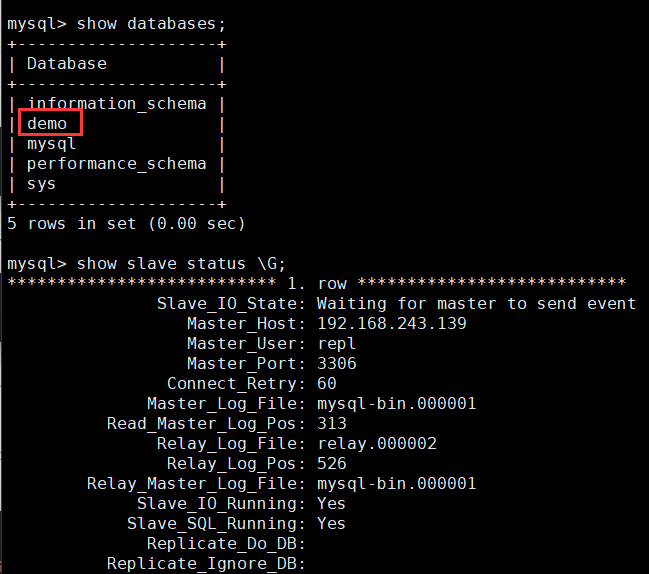 mysql> show databases;
+--------------------+
| Database           |
+--------------------+
| information_schema |
| demo               |
| mysql              |
| performance_schema |
| sys                |
+--------------------+
5 rows in set (0.00 sec)
mysql> show slave status \G;
*************************** 1. row ***************************
               Slave_IO_State: Waiting for master to send event
                  Master_Host: 192.168.243.139
                  Master_User: repl
                  Master_Port: 3306
                Connect_Retry: 60
              Master_Log_File: mysql-bin.000001
          Read_Master_Log_Pos: 313
               Relay_Log_File: relay.000002
                Relay_Log_Pos: 526
        Relay_Master_Log_File: mysql-bin.000001
             Slave_IO_Running: Yes
            Slave_SQL_Running: Yes
              Replicate_Do_DB:
          Replicate_Ignore_DB: